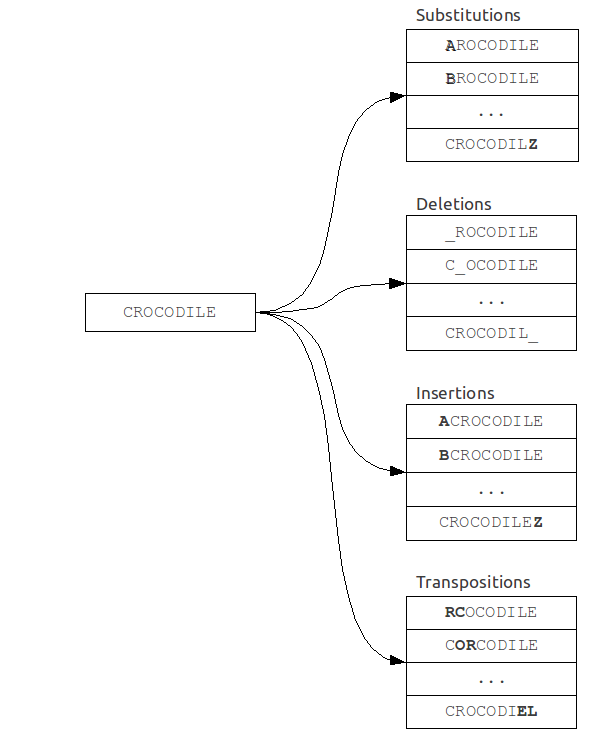 Substitutions
AROCODILE
BROCODILE
...
CROCODILZ
Deletions
_ROCODILE
C_OCODILE
...
CROCODIL_
CROCODILE
Insertions
ACROCODILE
BCROCODILE
...
CROCODILEZ
Transpositions
RCOCODILE
CORCODILE
...
CROCODIEL